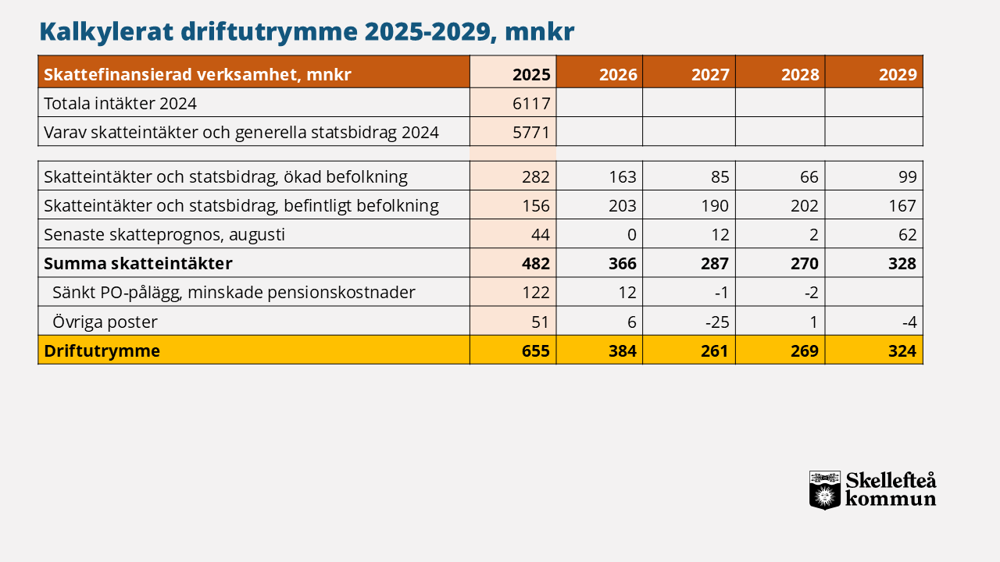 Kalkylerat driftutrymme 2025-2029, mnkr
Skattefinansierad verksamhet, mnkr 2025 2026 2027 2028 2029
Totala intäkter 2024 6117
Varav skatteintäkter och generella statsbidrag 2024 5771
Skatteintäkter och statsbidrag, ökad befolkning 282 163 85 66 99
Skatteintäkter och statsbidrag, befintligt befolkning 156 203 190 202 167
Senaste skatteprognos, augusti 44 0 12 2 62
Summa skatteintäkter 482 366 287 270 328
Sänkt PO-pålägg, minskade pensionskostnader 122 12 -1 -2
Övriga poster 51 6 -25 1 -4
Driftutrymme 655 384 261 269 324
Skellefteå
kommun